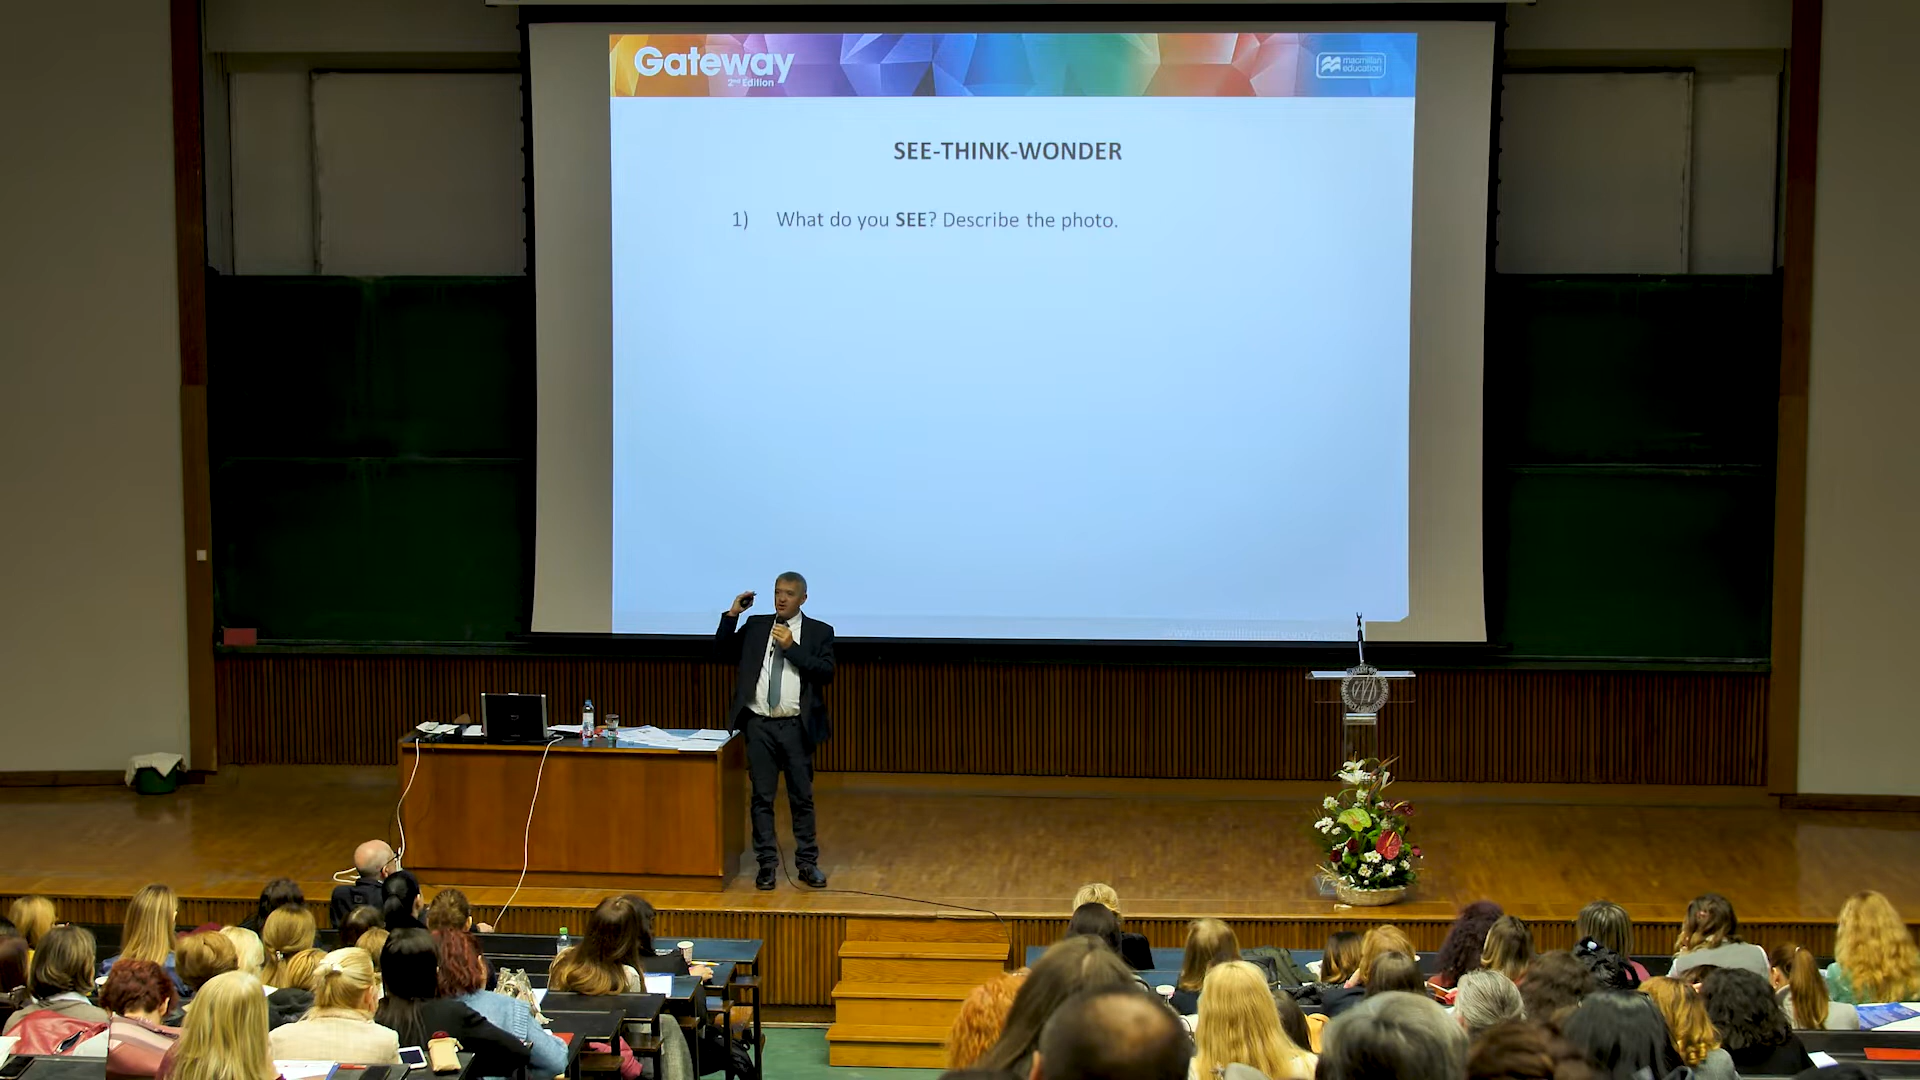 Gateway
2nd Edition
macmillan
education
SEE-THINK-WONDER
1) What do you SEE? Describe the photo.